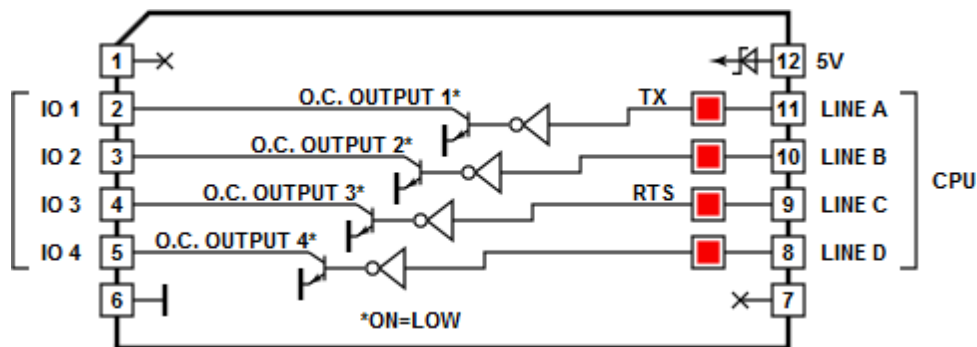 1
12
5V
IO 1
2
O.C. OUTPUT 1*
TX
11
LINE A
IO 2
3
O.C. OUTPUT 2*
10
LINE B
CPU
IO 3
4
O.C. OUTPUT 3*
RTS
9
LINE C
IO 4
5
O.C. OUTPUT 4*
8
LINE D
6
*ON=LOW
7